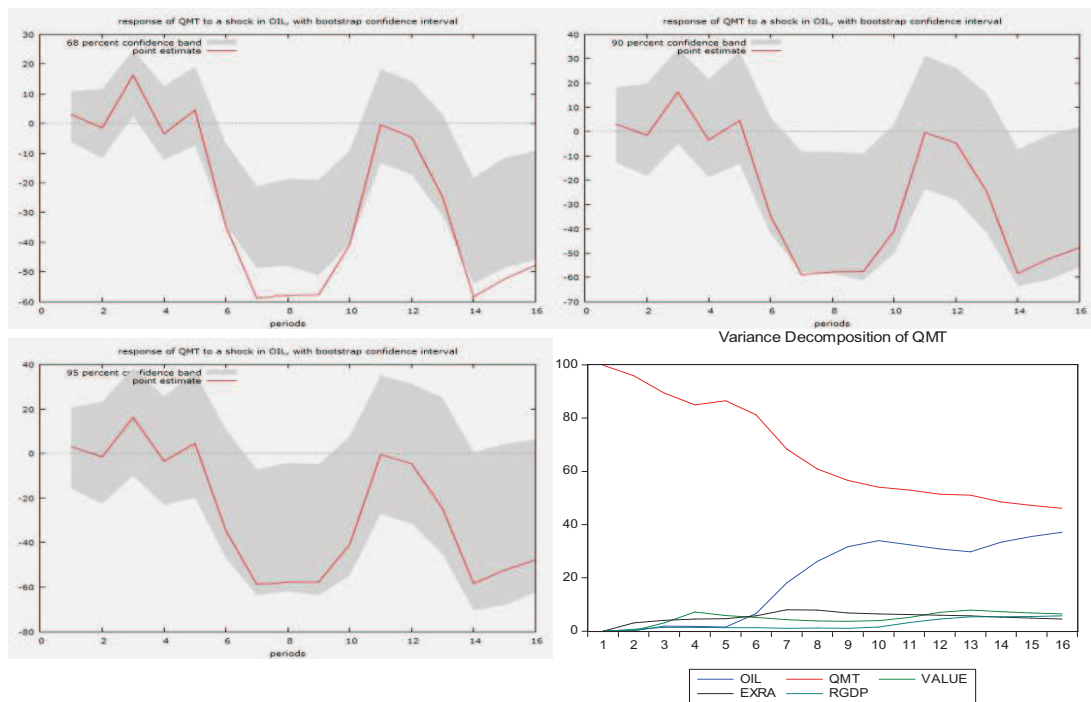 response of QMT to a shock in OIL, with bootstrap confidence interval
68 percent confidence band
point estimate
30
20
10
0
-10
-20
-30
-40
-50
-60
0 2 4 6 8 10 12 14 16
periods
response of QMT to a shock in OIL, with bootstrap confidence interval
90 percent confidence band
point estimate
40
30
20
10
0
-10
-20
-30
-40
-50
-60
-70
0 2 4 6 8 10 12 14 16
periods
response of QMT to a shock in OIL, with bootstrap confidence interval
95 percent confidence band
point estimate
40
20
0
-20
-40
-60
-80
0 2 4 6 8 10 12 14 16
periods
Variance Decomposition of QMT
100
80
60
40
20
0
1 2 3 4 5 6 7 8 9 10 11 12 13 14 15 16
OIL QMT VALUE
EXRA RGDP